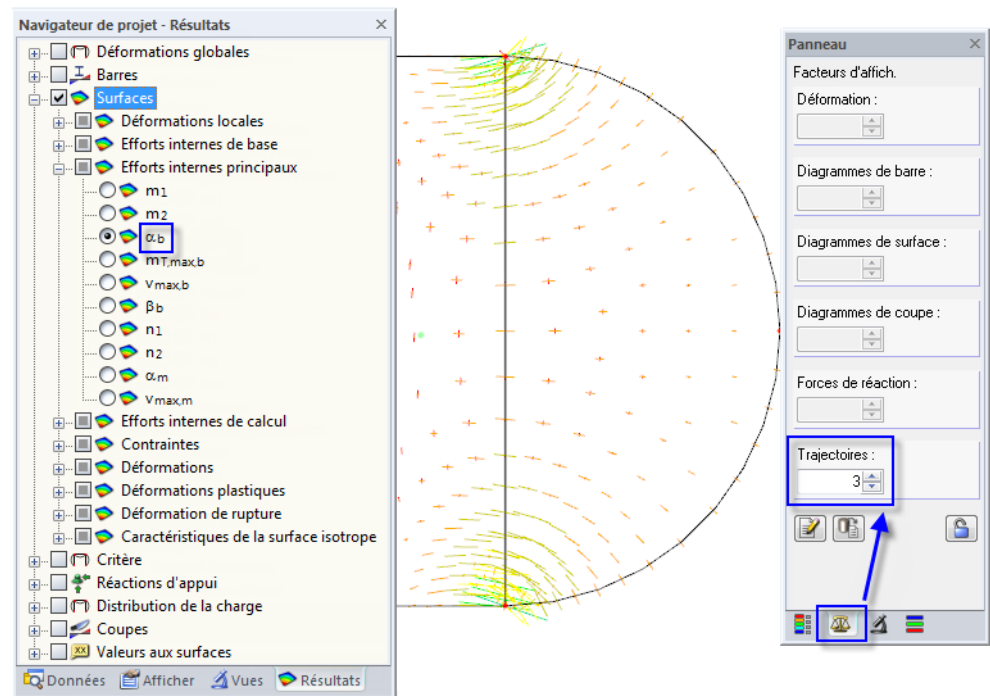 Navigateur de projet - Résultats
Déformations globales
Barres
Surfaces
Déformations locales
Efforts internes de base
Efforts internes principaux
m1
m2
αb
mT,max,b
vmax,b
βb
n1
n2
αm
vmax,m
Efforts internes de calcul
Contraintes
Déformations
Déformations plastiques
Déformation de rupture
Caractéristiques de la surface isotrope
Critère
Réactions d'appui
Distribution de la charge
Coupes
Valeurs aux surfaces
Données Afficher Vues Résultats
Panneau
Facteurs d'affich.
Déformation :
Diagrammes de barre :
Diagrammes de surface :
Diagrammes de coupe :
Forces de réaction :
Trajectoires :
3